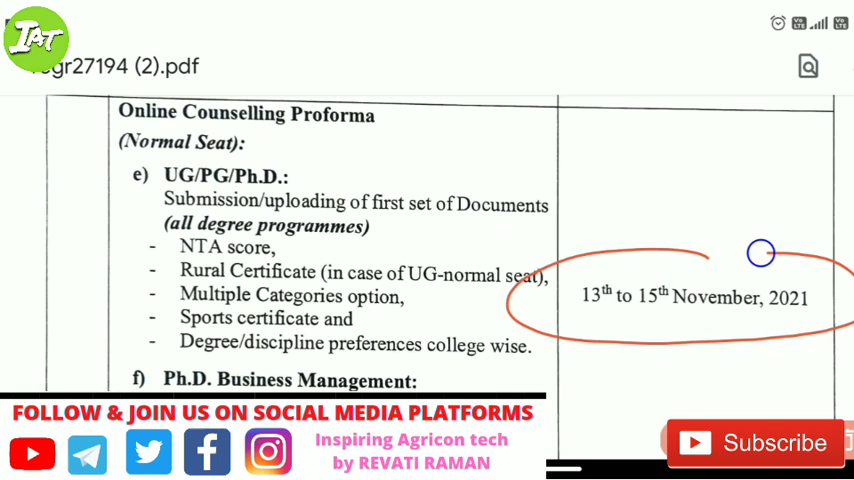 IAT
gr27194 (2).pdf
Online Counselling Proforma
(Normal Seat):
e) UG/PG/Ph.D.:
Submission/uploading of first set of Documents
(all degree programmes)
- NTA score,
- Rural Certificate (in case of UG-normal seat),
- Multiple Categories option,
- Sports certificate and
- Degree/discipline preferences college wise.
13th to 15th November, 2021
f) Ph.D. Business Management:
FOLLOW & JOIN US ON SOCIAL MEDIA PLATFORMS
Inspiring Agricon tech
by REVATI RAMAN
Subscribe